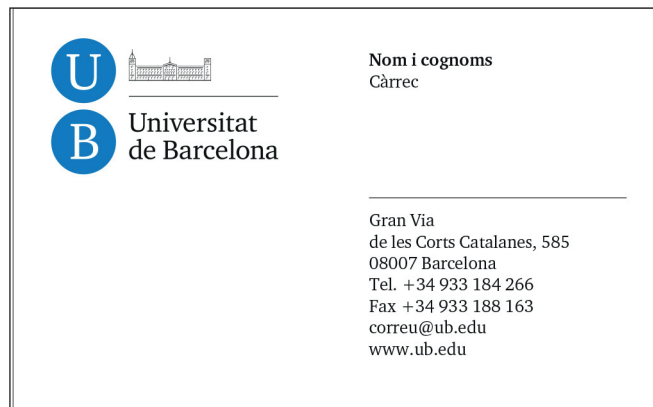 U
B
Universitat
de Barcelona
Nom i cognoms
Càrrec
Gran Via
de les Corts Catalanes, 585
08007 Barcelona
Tel. +34 933 184 266
Fax +34 933 188 163
correu@ub.edu
www.ub.edu